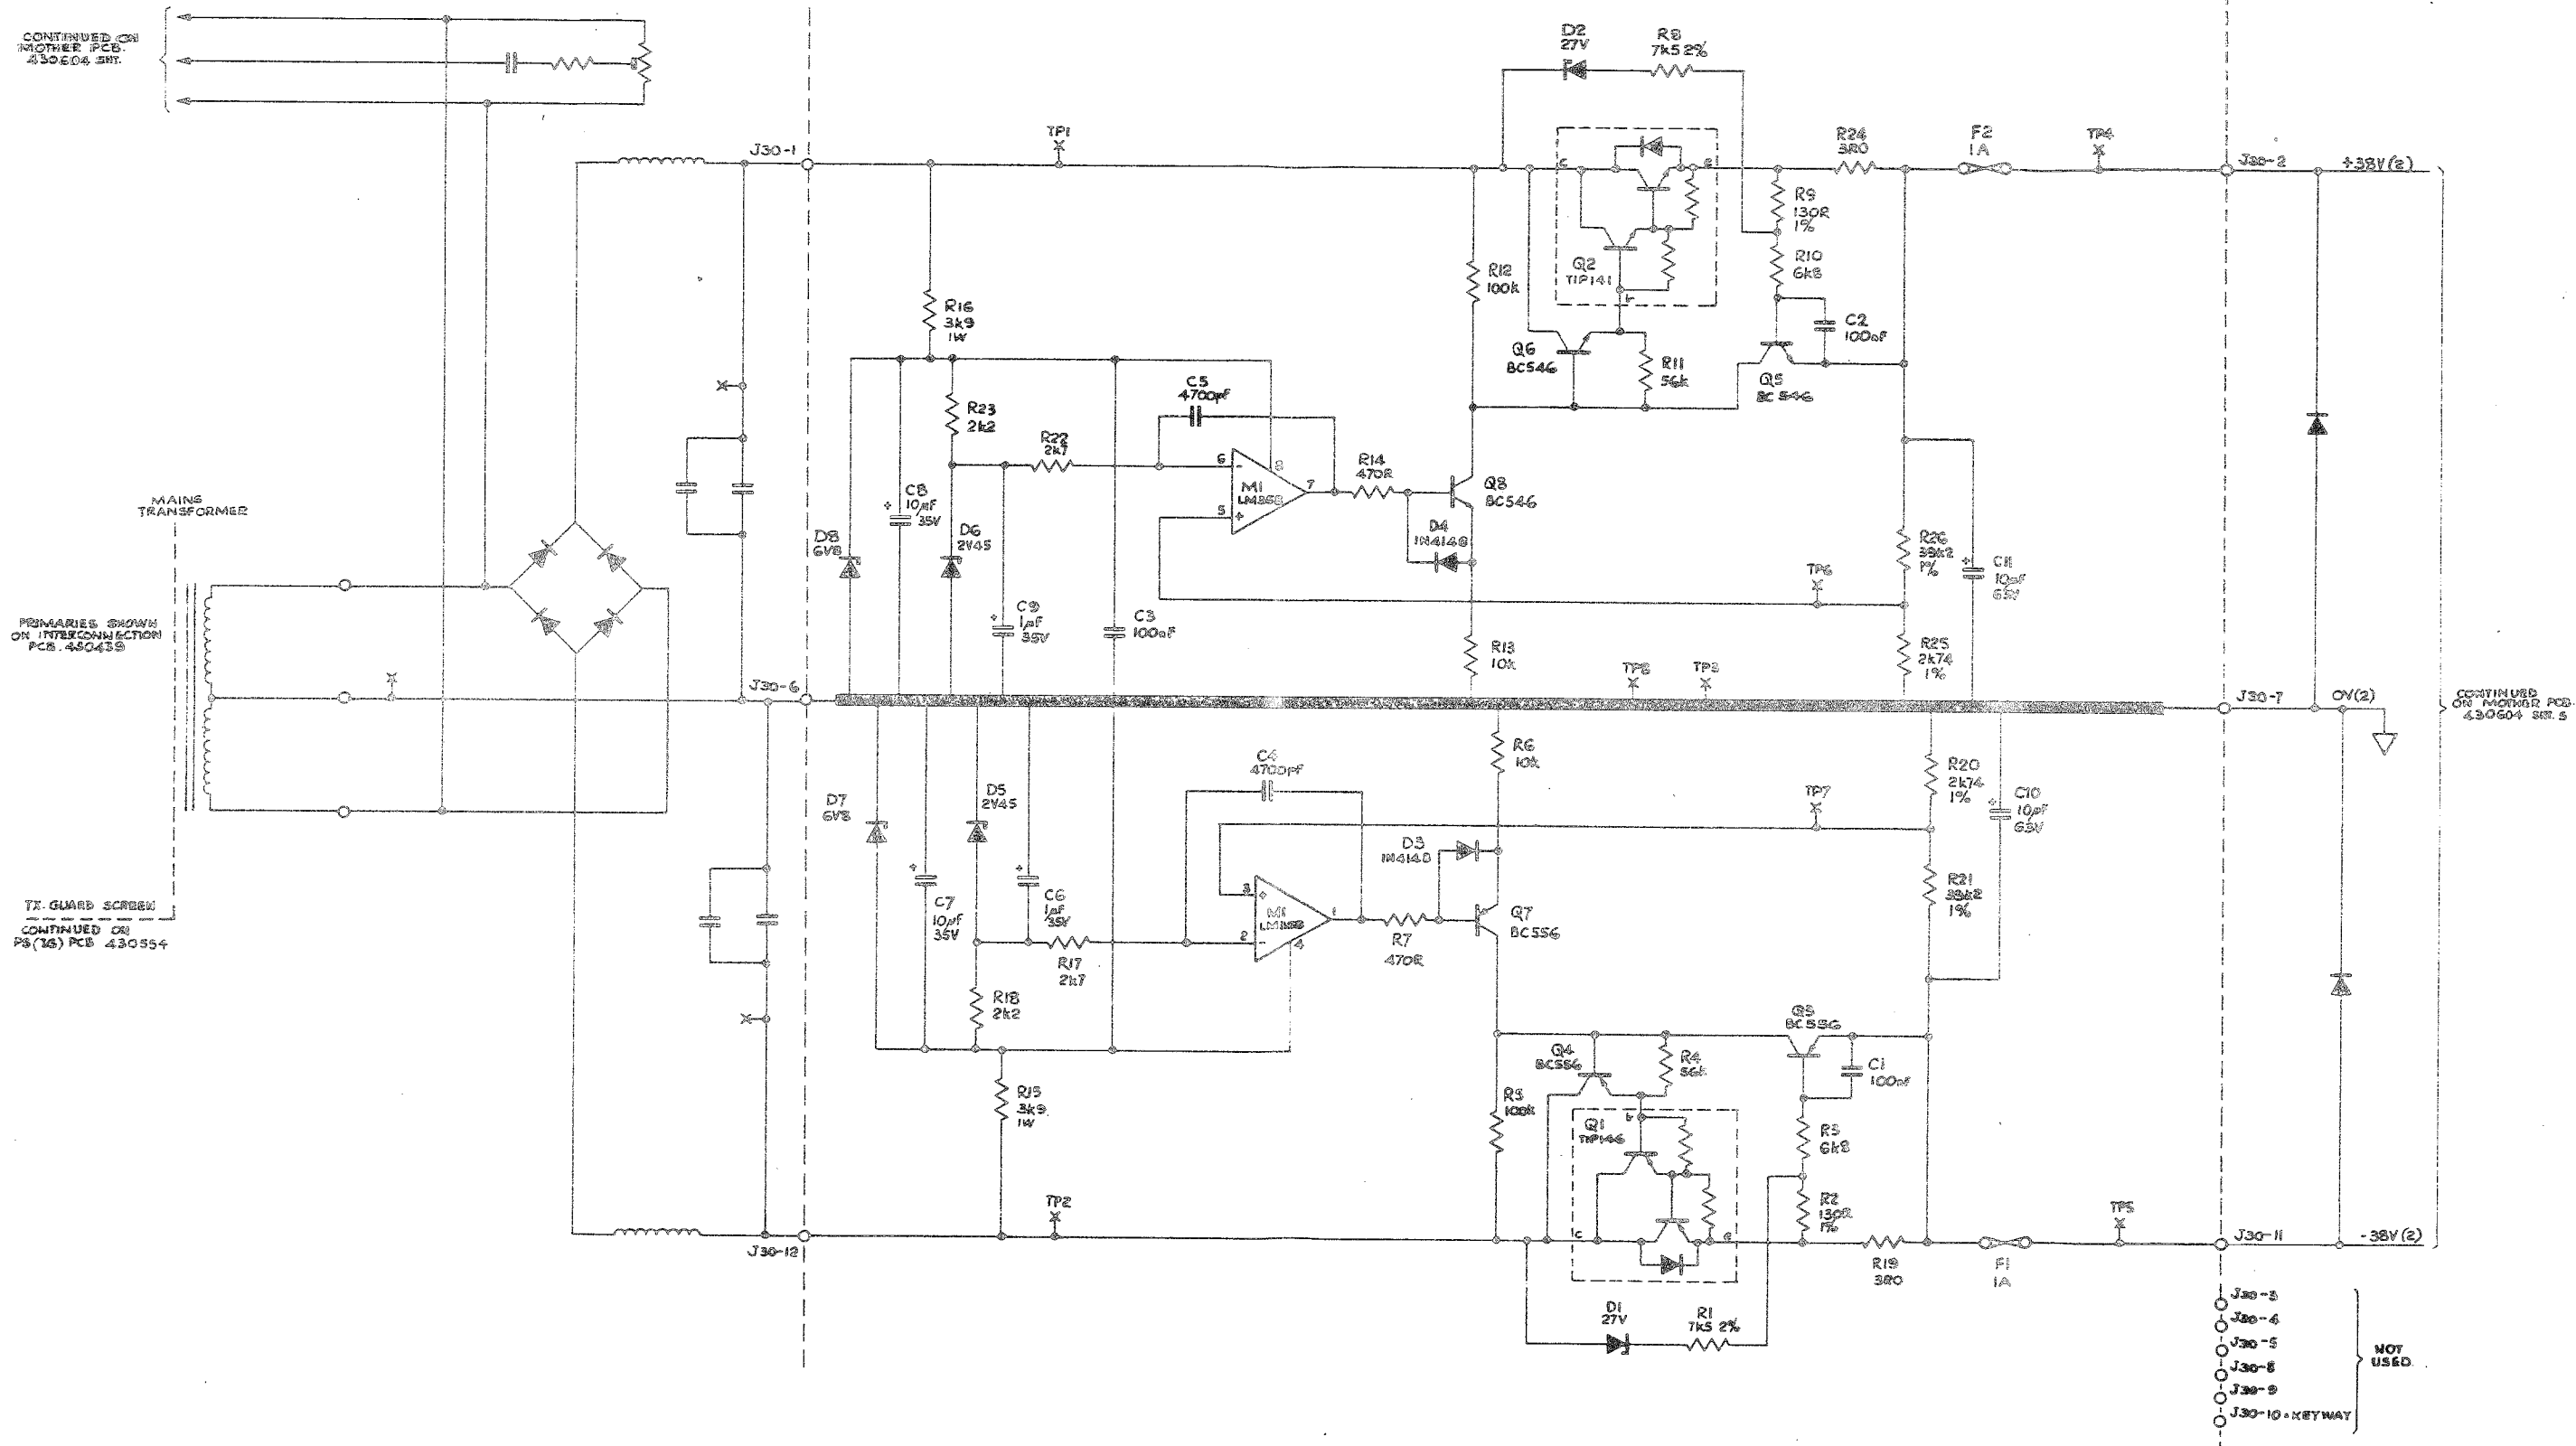 CONTINUED ON
MOTHER PCB.
430604 SHT.
D2
27V
R8
7k5 2%
J30-1
TP1
c
e
R24
3R0
F2
1A
TP4
J30-2
+38V(2)
R9
130R
1%
R10
6k8
Q2
TIP141
b
R12
100k
R16
3k9
1W
C2
100nF
Q6
BC546
R11
56k
Q5
BC546
C5
4700pF
R23
2k2
R22
2k7
6
-
8
M1
LM358
7
5
+
R14
470R
Q8
BC546
D4
1N4148
MAINS
TRANSFORMER
C8
+
10µF
35V
D8
6V8
D6
2V45
R26
39k2
1%
C11
+
10µF
63V
TP6
C9
+
1µF
35V
C3
100nF
PRIMARIES SHOWN
ON INTERCONNECTION
PCB. 430439
R13
10k
R25
2k74
1%
J30-6
TP8
TP3
J30-7
0V(2)
CONTINUED
ON MOTHER PCB.
430604 SHT. 5
R6
10k
C4
4700pF
R20
2k74
1%
D7
6V8
D5
2V45
TP7
C10
+
10µF
63V
D3
1N4148
3
+
M1
LM358
1
2
-
4
R21
39k2
1%
C7
+
10µF
35V
C6
+
1µF
35V
R7
470R
Q7
BC556
TX. GUARD SCREEN
CONTINUED ON
PS(3G) PCB 430554
R17
2k7
R18
2k2
Q3
BC556
Q4
BC556
R4
56k
C1
100nF
R15
3k9
1W
R5
100k
Q1
TIP146
b
R3
6k8
R2
130R
1%
TP2
J30-12
c
e
R19
3R0
F1
1A
TP5
J30-11
-38V(2)
D1
27V
R1
7k5 2%
J30-3
J30-4
J30-5
J30-8
J30-9
J30-10 = KEYWAY
NOT
USED.